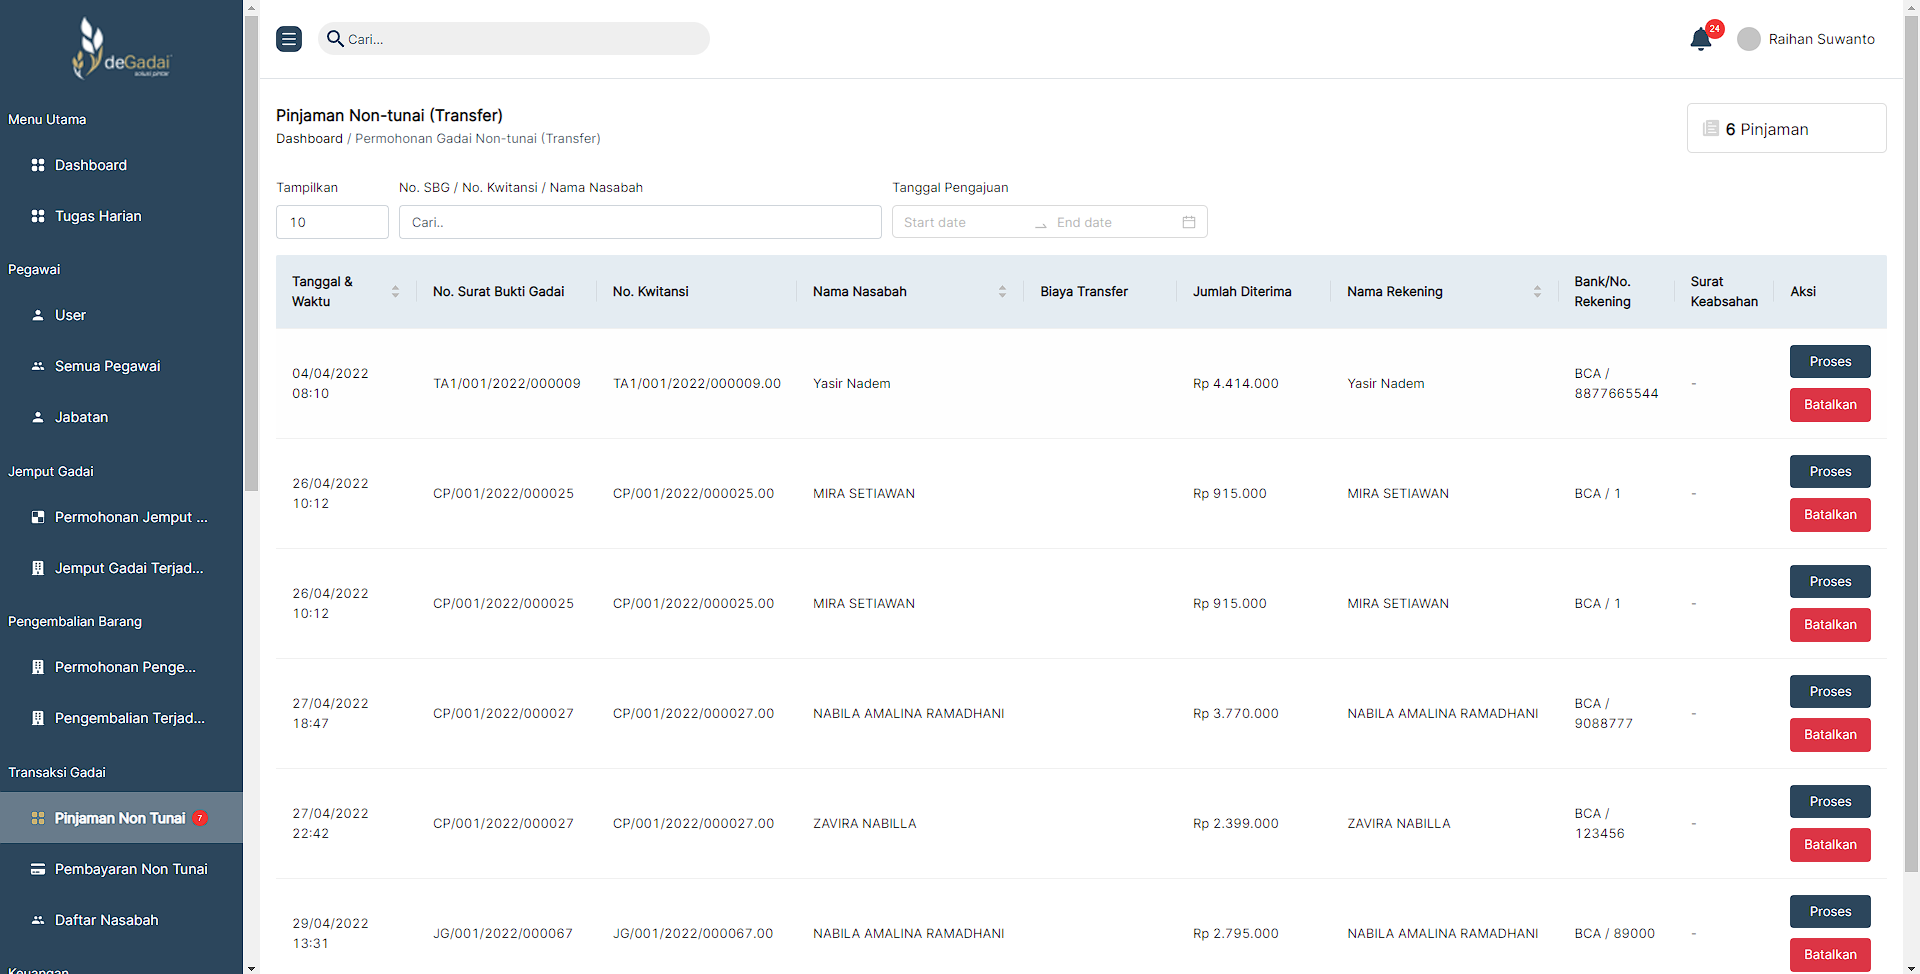 deGadai
solusi pintar
Menu Utama
Dashboard
Tugas Harian
Pegawai
User
Semua Pegawai
Jabatan
Jemput Gadai
Permohonan Jemput ...
Jemput Gadai Terjad...
Pengembalian Barang
Permohonan Penge...
Pengembalian Terjad...
Transaksi Gadai
Pinjaman Non Tunai 7
Pembayaran Non Tunai
Daftar Nasabah
Keuangan
Cari...
24
Raihan Suwanto
Pinjaman Non-tunai (Transfer)
Dashboard / Permohonan Gadai Non-tunai (Transfer)
6 Pinjaman
Tampilkan
No. SBG / No. Kwitansi / Nama Nasabah
Tanggal Pengajuan
10
Cari..
Start date
End date
Tanggal &
Waktu
No. Surat Bukti Gadai
No. Kwitansi
Nama Nasabah
Biaya Transfer
Jumlah Diterima
Nama Rekening
Bank/No.
Rekening
Surat
Keabsahan
Aksi
04/04/2022
08:10
TA1/001/2022/000009
TA1/001/2022/000009.00
Yasir Nadem
Rp 4.414.000
Yasir Nadem
BCA /
8877665544
-
Proses
Batalkan
26/04/2022
10:12
CP/001/2022/000025
CP/001/2022/000025.00
MIRA SETIAWAN
Rp 915.000
MIRA SETIAWAN
BCA / 1
-
Proses
Batalkan
26/04/2022
10:12
CP/001/2022/000025
CP/001/2022/000025.00
MIRA SETIAWAN
Rp 915.000
MIRA SETIAWAN
BCA / 1
-
Proses
Batalkan
27/04/2022
18:47
CP/001/2022/000027
CP/001/2022/000027.00
NABILA AMALINA RAMADHANI
Rp 3.770.000
NABILA AMALINA RAMADHANI
BCA /
9088777
-
Proses
Batalkan
27/04/2022
22:42
CP/001/2022/000027
CP/001/2022/000027.00
ZAVIRA NABILLA
Rp 2.399.000
ZAVIRA NABILLA
BCA /
123456
-
Proses
Batalkan
29/04/2022
13:31
JG/001/2022/000067
JG/001/2022/000067.00
NABILA AMALINA RAMADHANI
Rp 2.795.000
NABILA AMALINA RAMADHANI
BCA / 89000
-
Proses
Batalkan